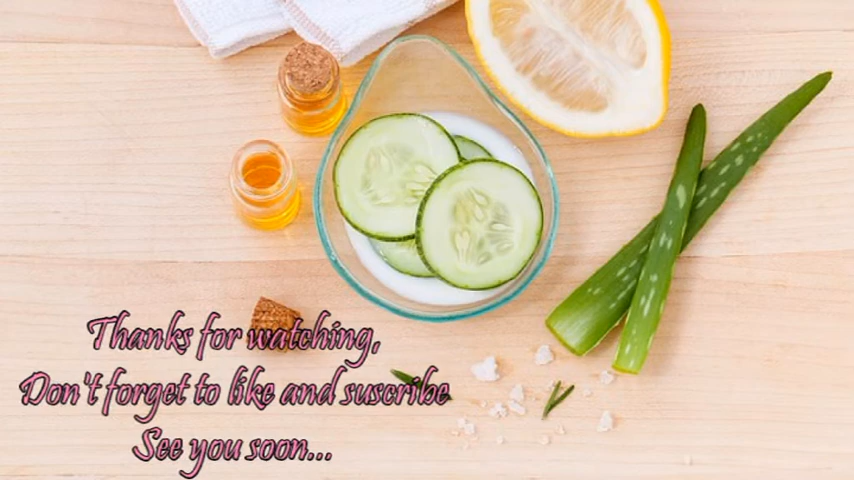 Thanks for watching,
Don't forget to like and suscribe
See you soon...